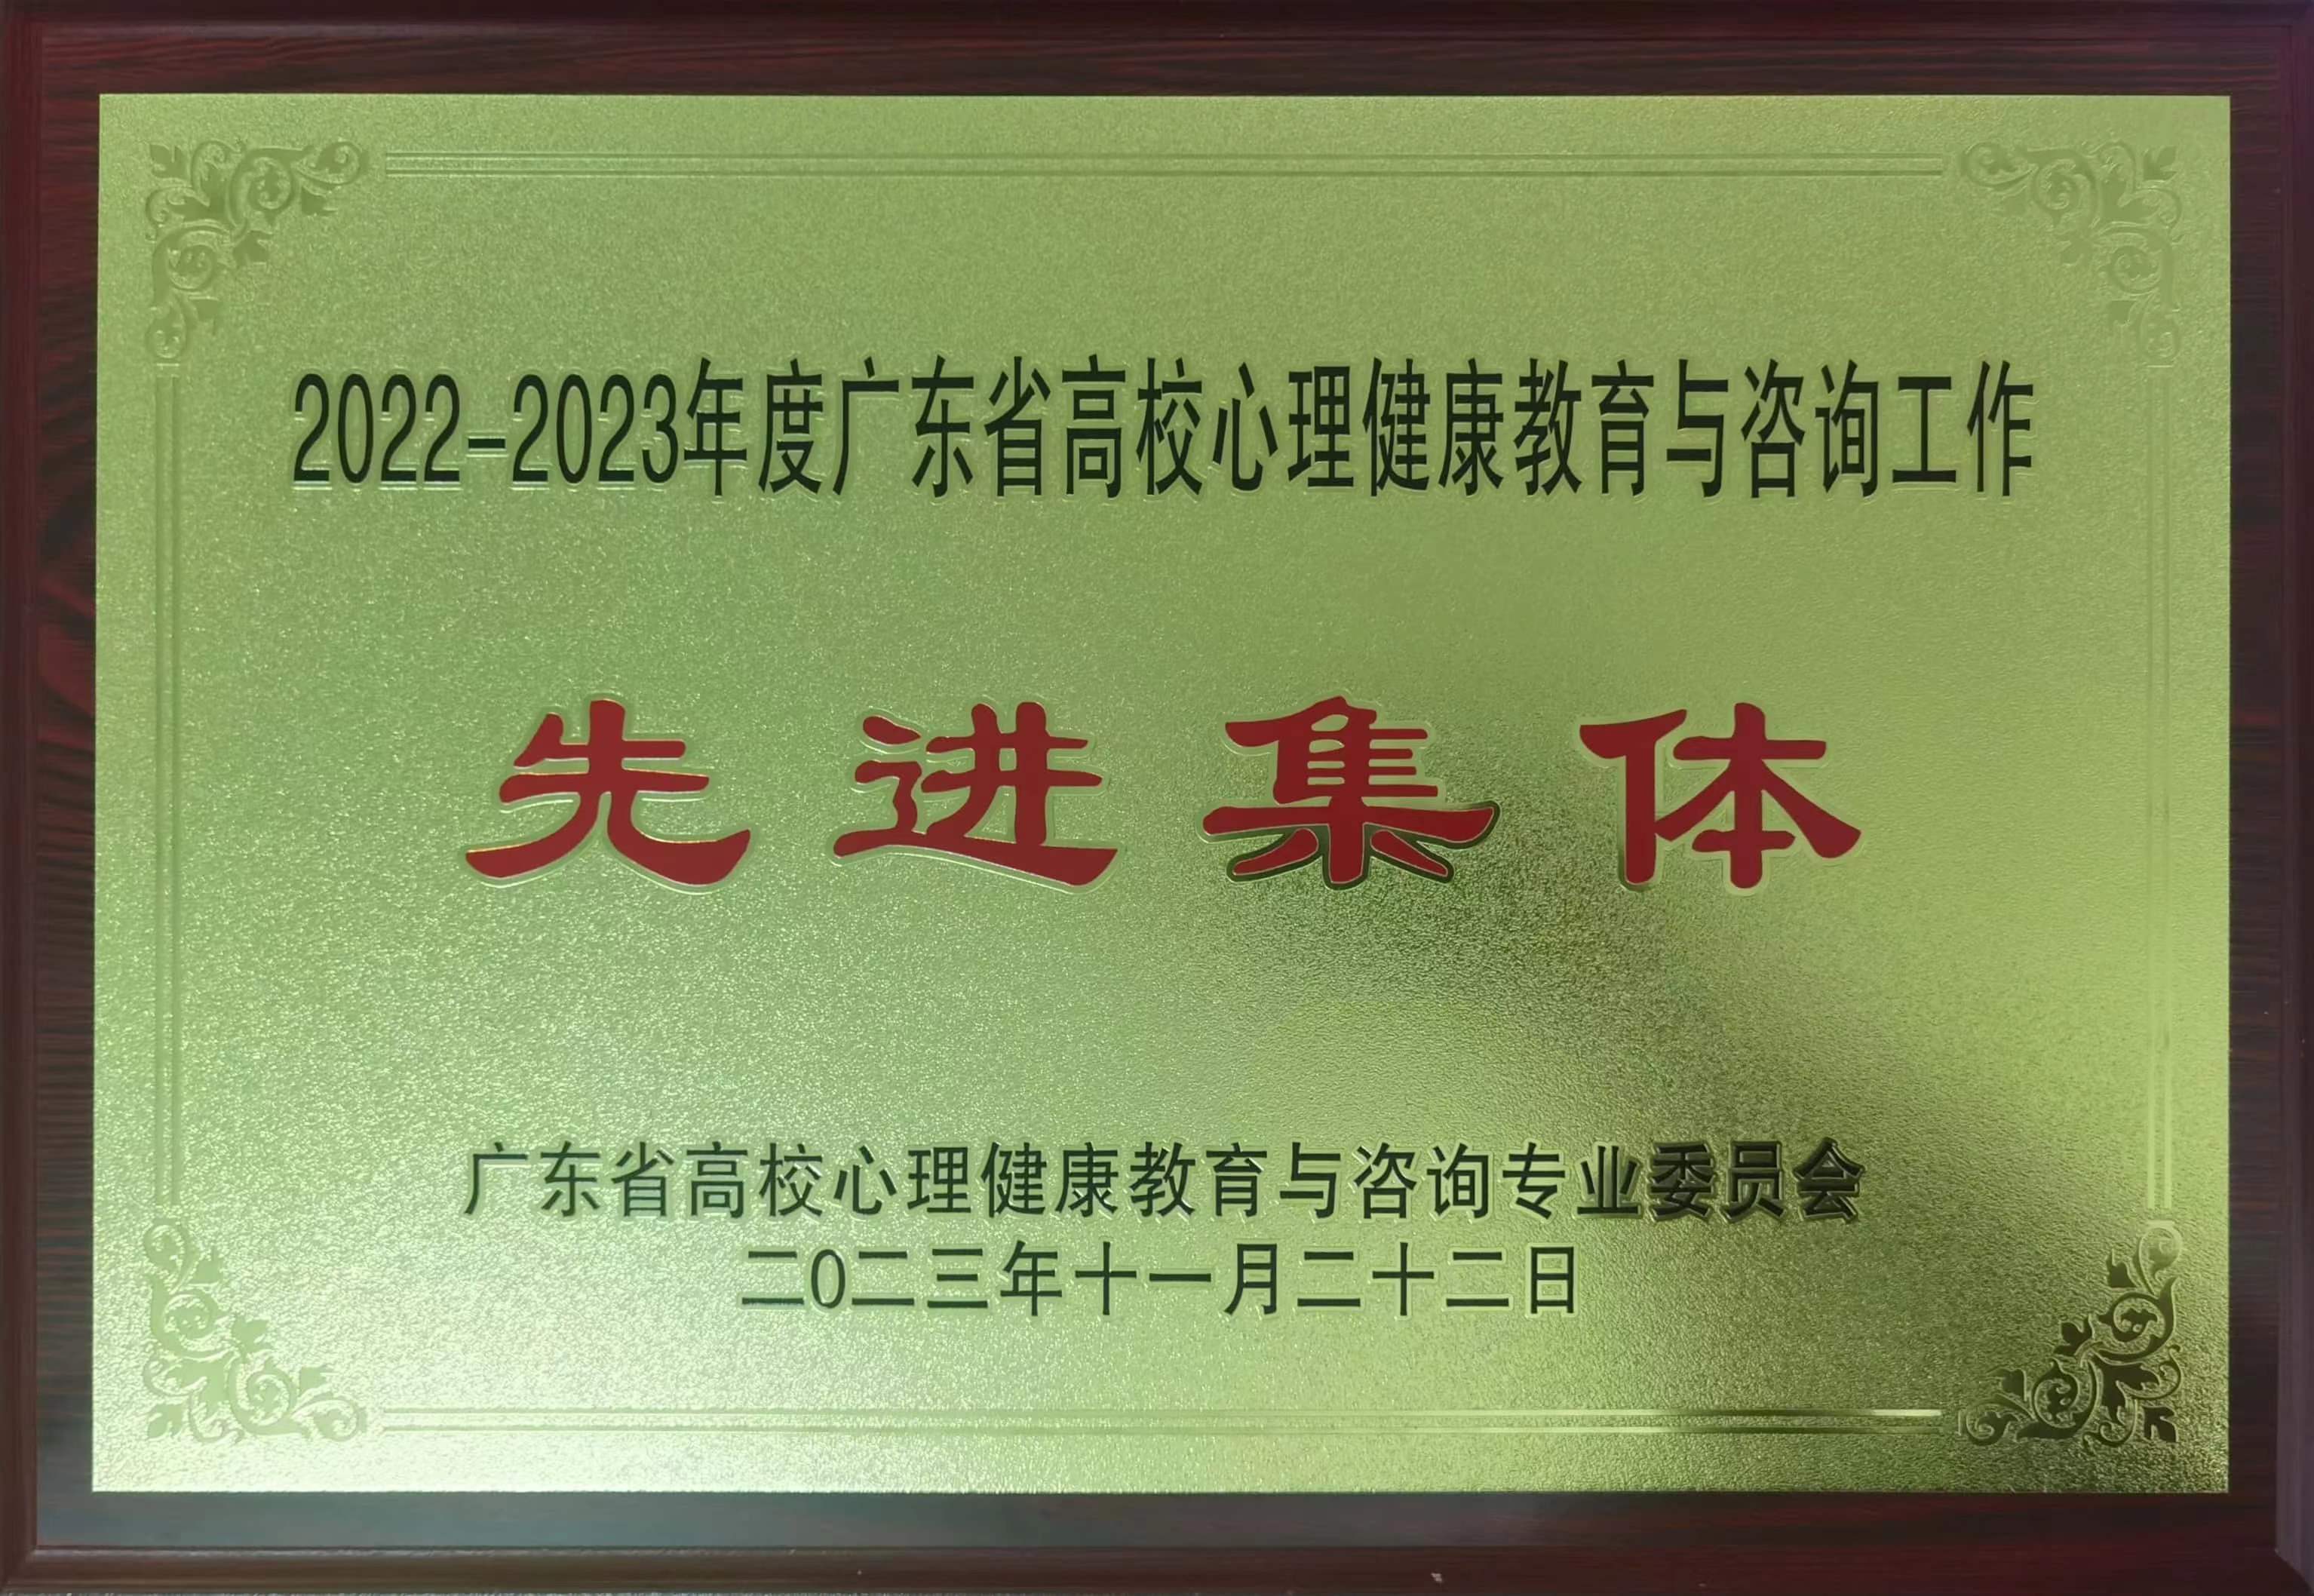 2022-2023年度广东省高校心理健康教育与咨询工作
先进集体
广东省高校心理健康教育与咨询专业委员会
二0二三年十一月二十二日